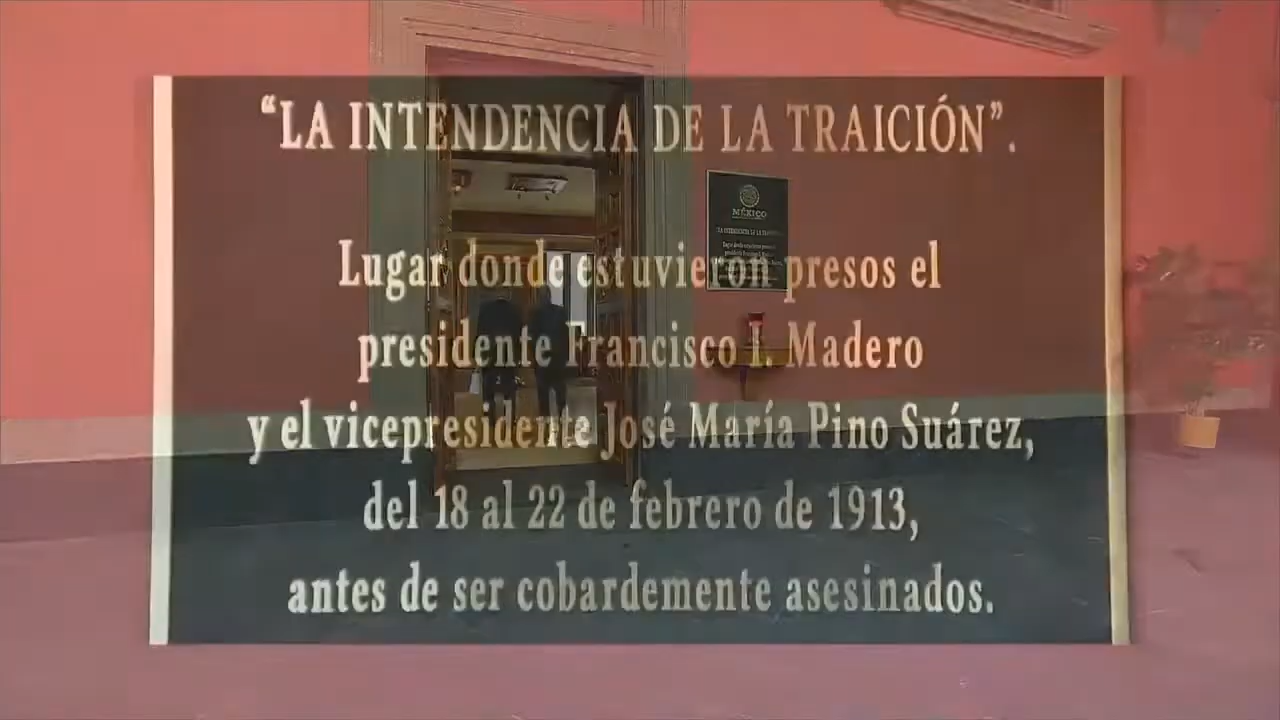 “LA INTENDENCIA DE LA TRAICIÓN”.
MÉXICO
Lugar donde estuvieron presos el
presidente Francisco I. Madero
y el vicepresidente José María Pino Suárez,
del 18 al 22 de febrero de 1913,
antes de ser cobardemente asesinados.